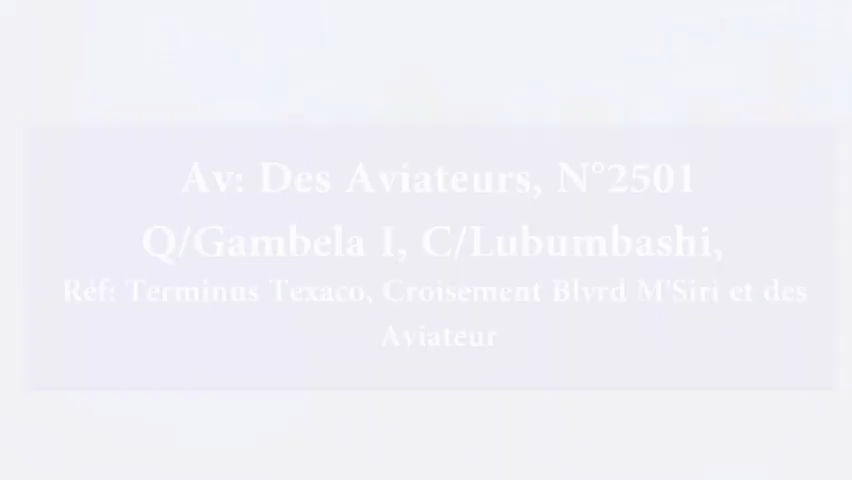 Av: Des Aviateurs, N°2501
Q/Gambela I, C/Lubumbashi,
Réf: Terminus Texaco, Croisement Blvrd M'Siri et des
Aviateur